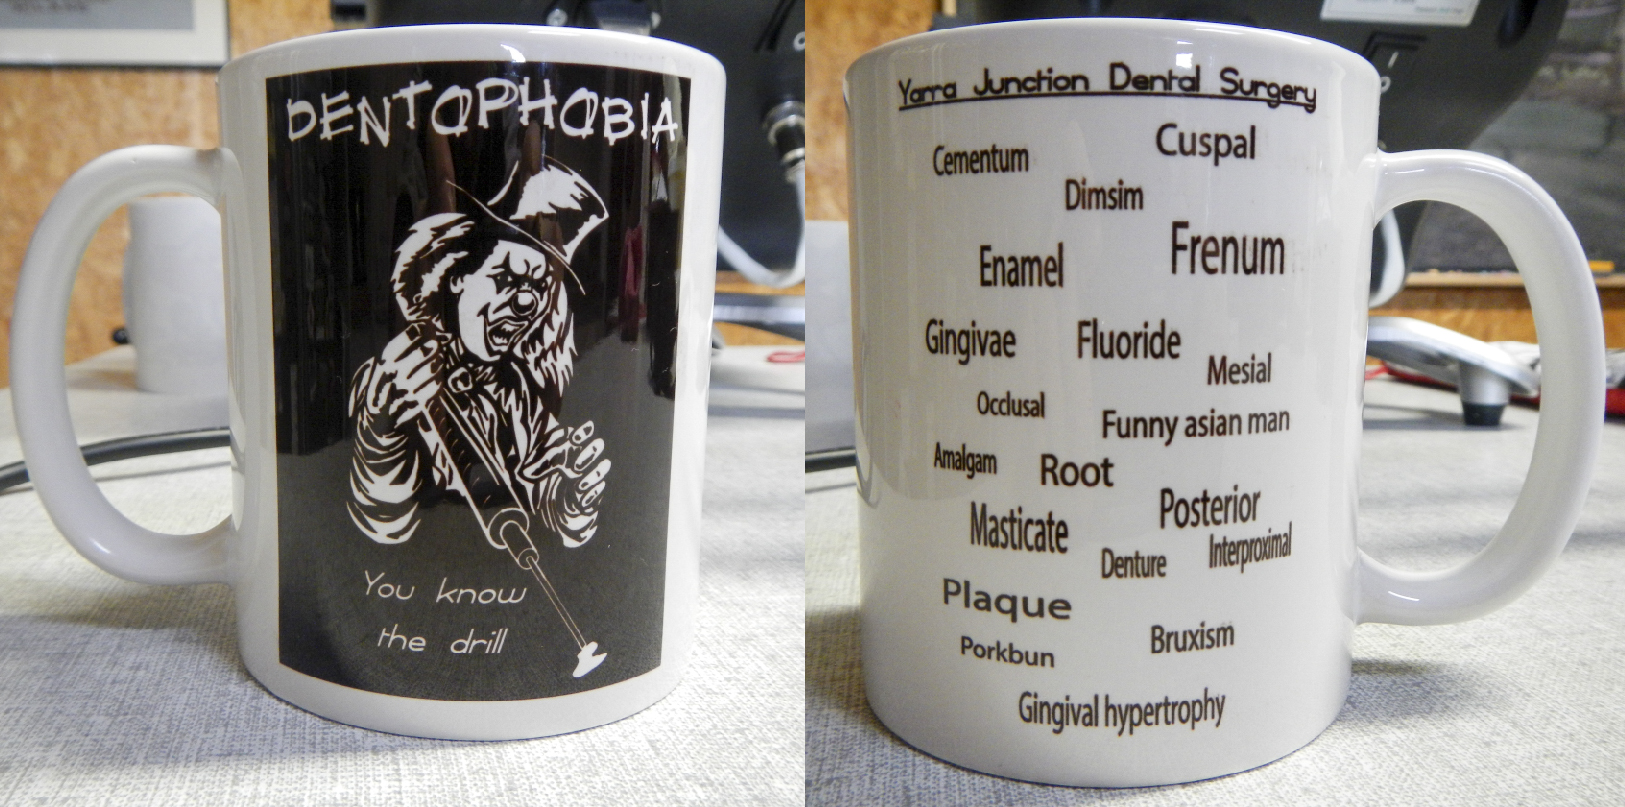 DENTOPHOBIA
You know
the drill
Yarra Junction Dental Surgery
Cuspal
Cementum
Dimsim
Frenum
Enamel
Gingivae
Fluoride
Mesial
Occlusal
Funny asian man
Amalgam
Root
Posterior
Masticate
Interproximal
Denture
Plaque
Bruxism
Porkbun
Gingival hypertrophy